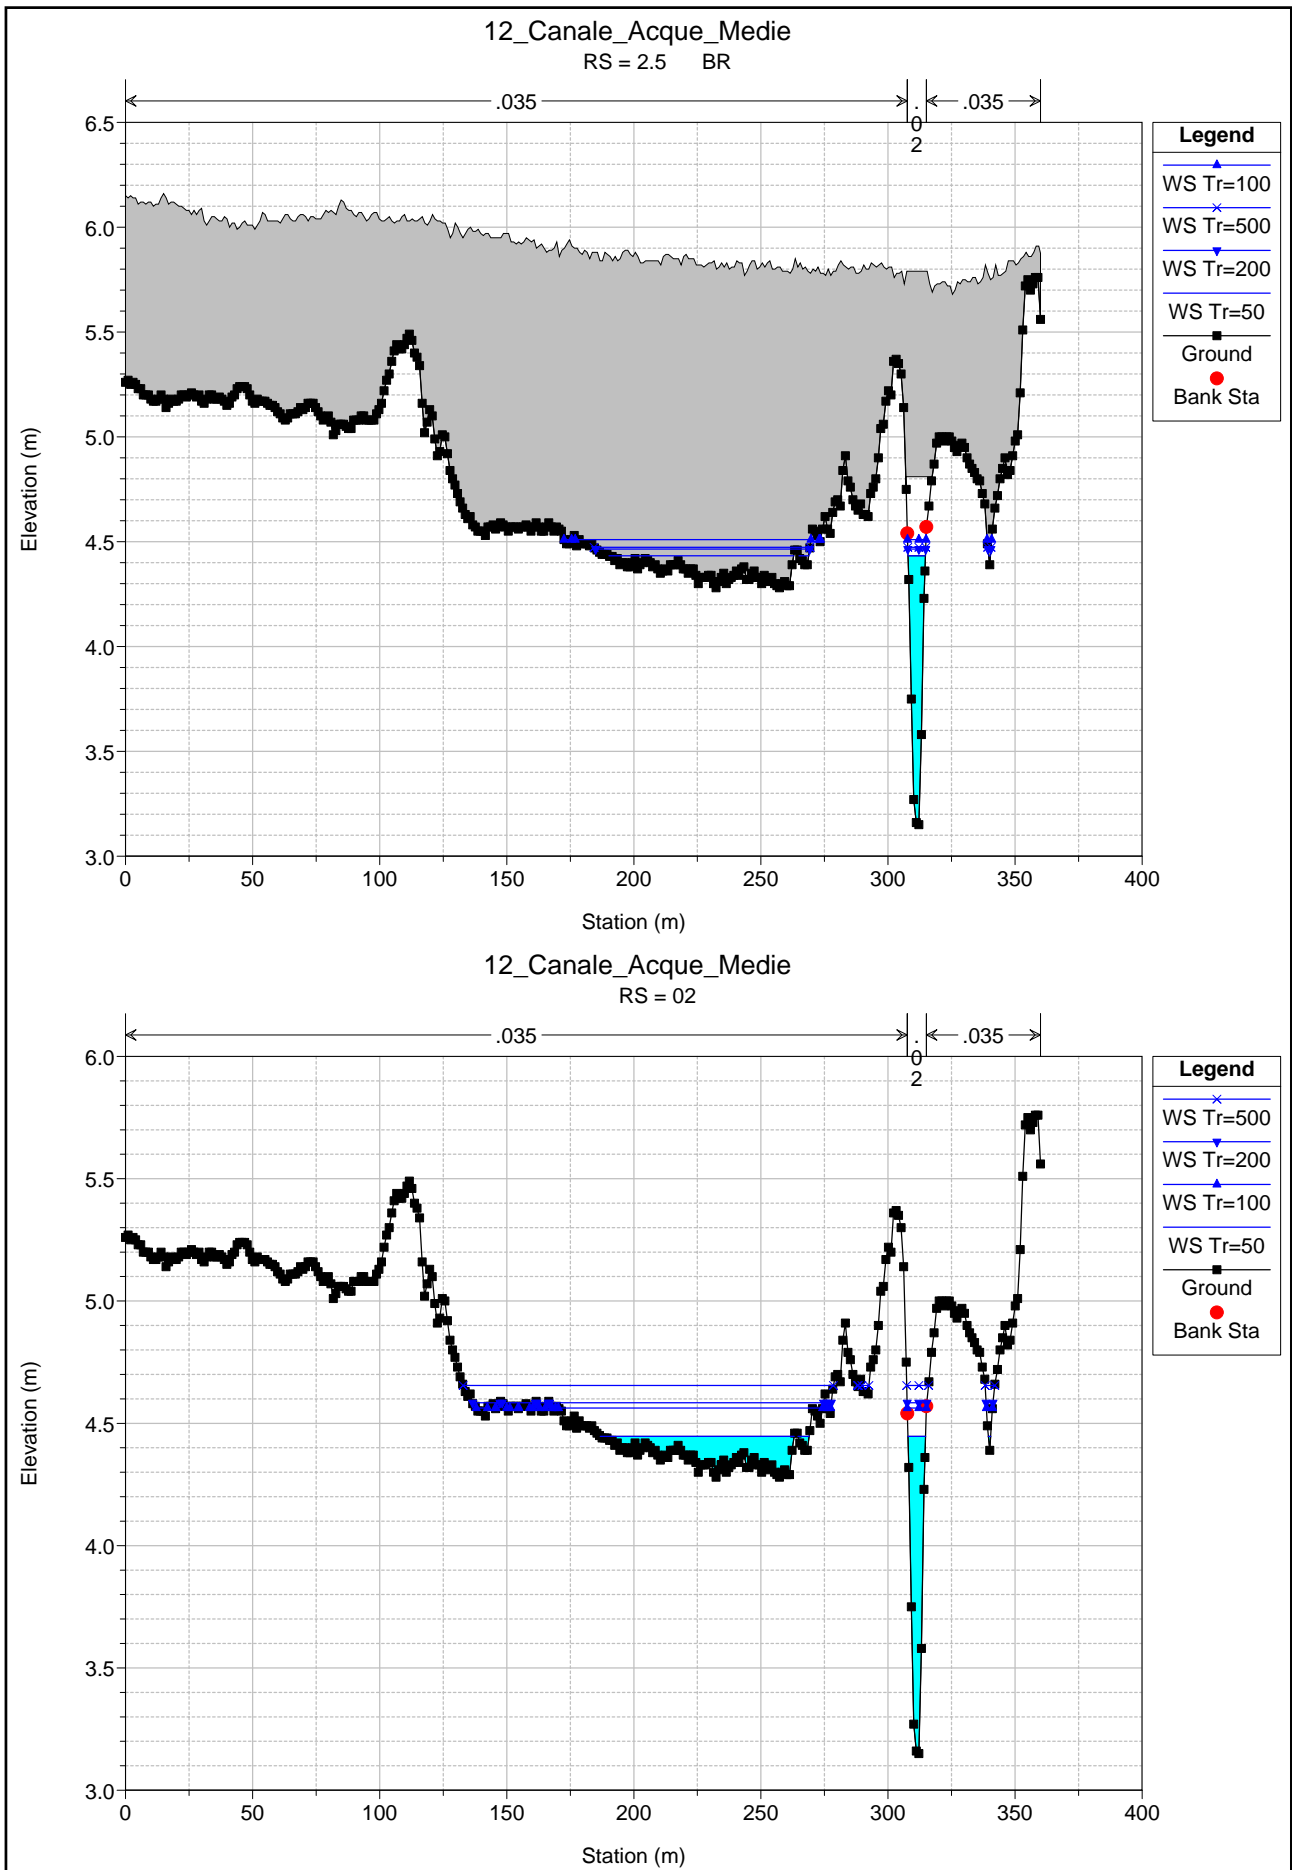 12_Canale_Acque_Medie
RS = 2.5 BR
.035
.02
.035
6.5
6.0
5.5
5.0
4.5
4.0
3.5
3.0
0 50 100 150 200 250 300 350 400
Elevation (m)
Station (m)
Legend
WS Tr=100
WS Tr=500
WS Tr=200
WS Tr=50
Ground
Bank Sta
12_Canale_Acque_Medie
RS = 02
.035
.02
.035
6.0
5.5
5.0
4.5
4.0
3.5
3.0
0 50 100 150 200 250 300 350 400
Elevation (m)
Station (m)
Legend
WS Tr=500
WS Tr=200
WS Tr=100
WS Tr=50
Ground
Bank Sta